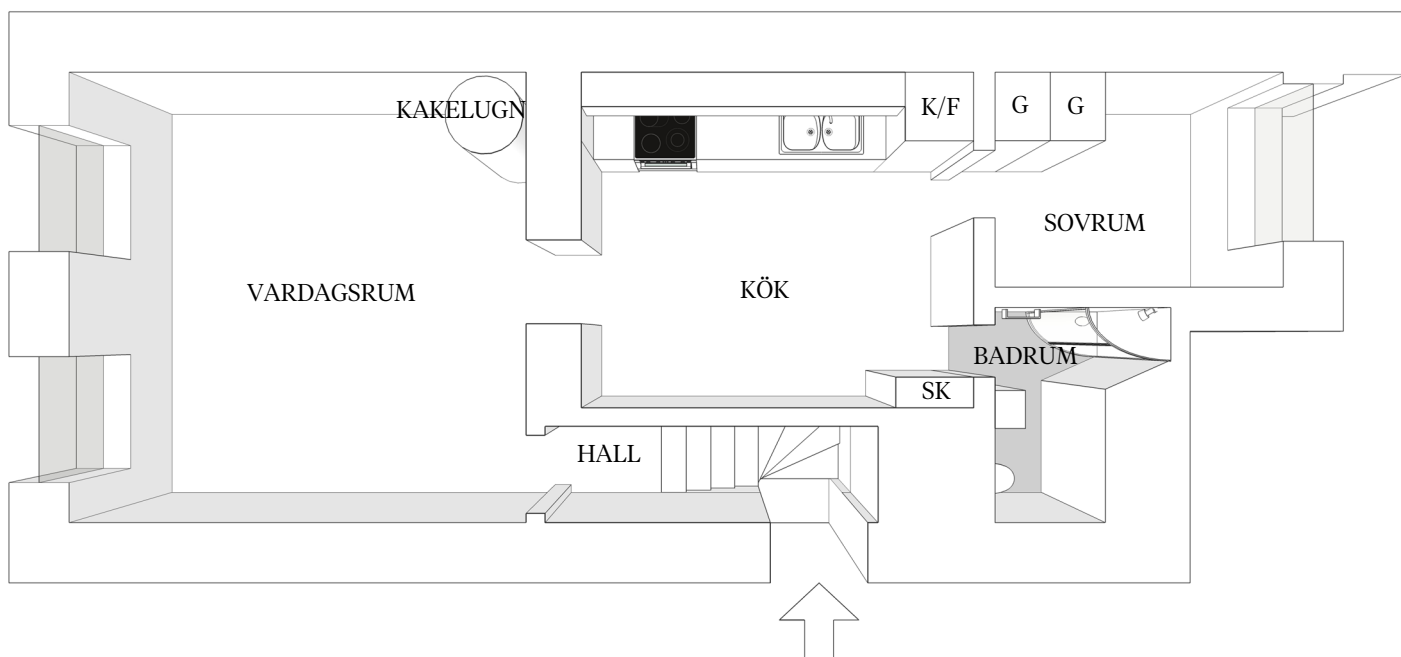 KAKELUGN
K/F
G
G
SOVRUM
VARDAGSRUM
KÖK
BADRUM
SK
HALL